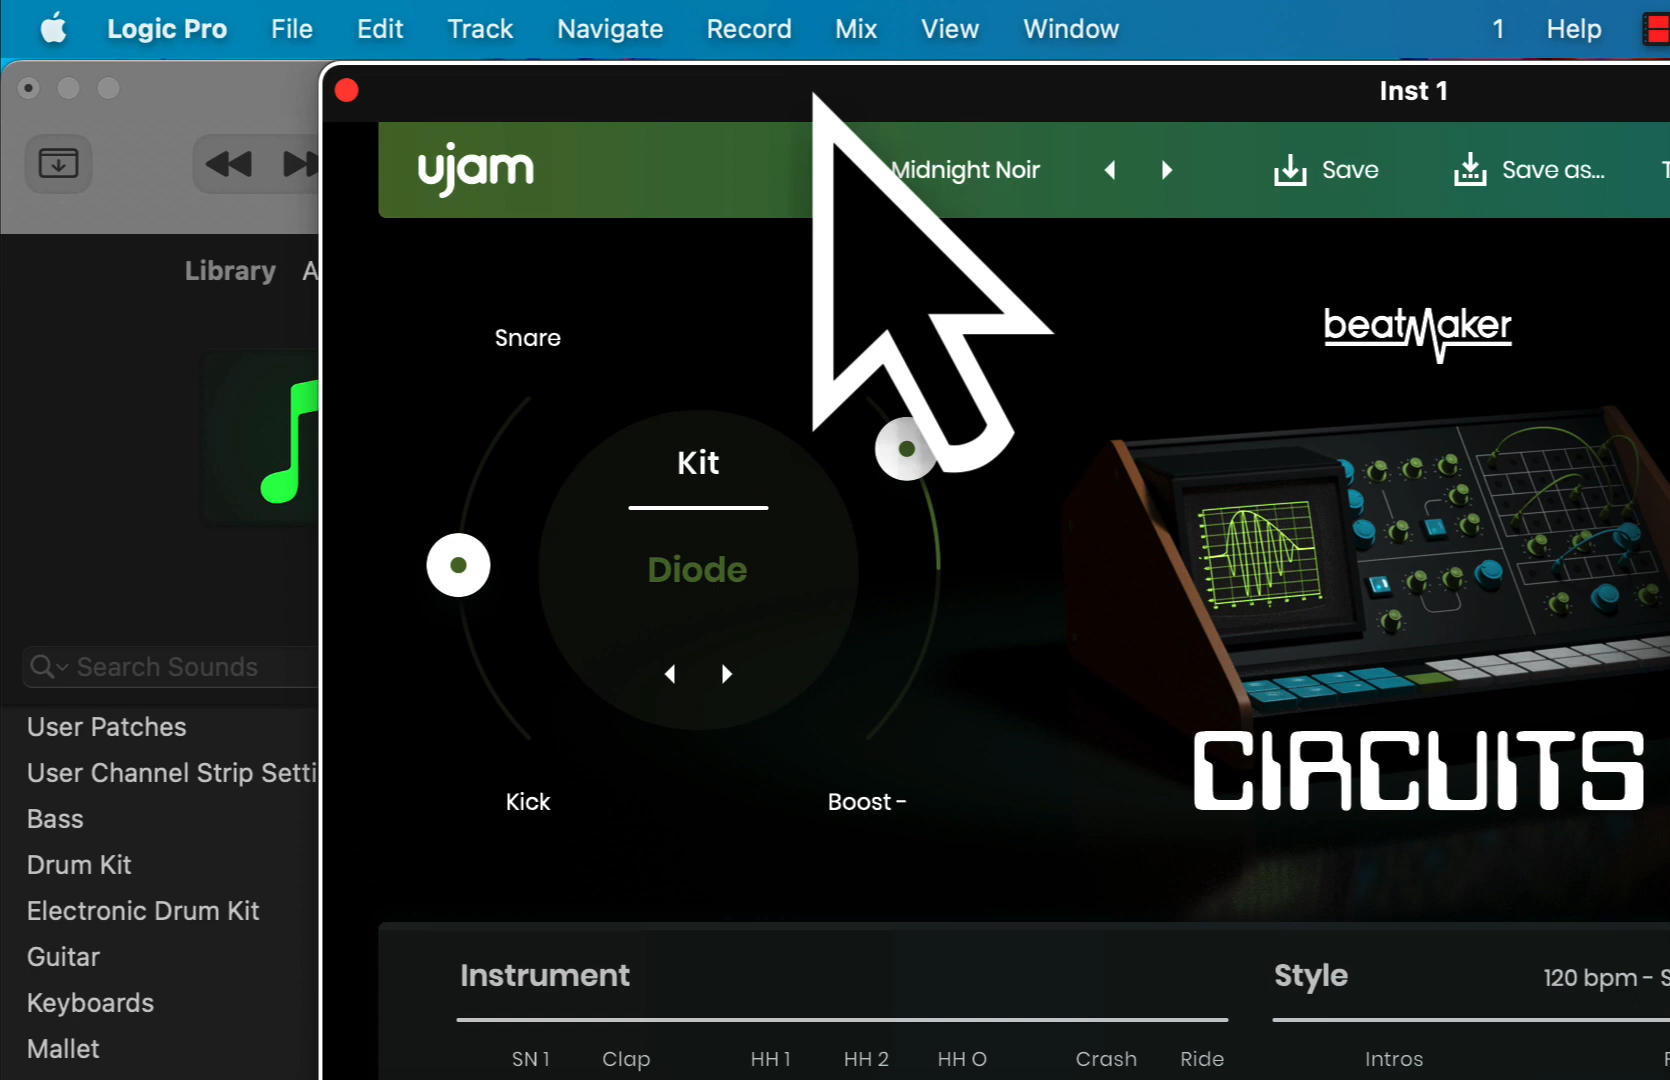 Logic Pro File Edit Track Navigate Record Mix View Window 1 Help
Inst 1
ujam Midnight Noir Save Save as...
Library
Snare
beatMaker
Kit
Diode
Search Sounds
User Patches
User Channel Strip Setti
CIRCUITS
Kick Boost -
Bass
Drum Kit
Electronic Drum Kit
Guitar
Instrument Style 120 bpm -
Keyboards
Mallet
SN 1 Clap HH 1 HH 2 HH O Crash Ride Intros